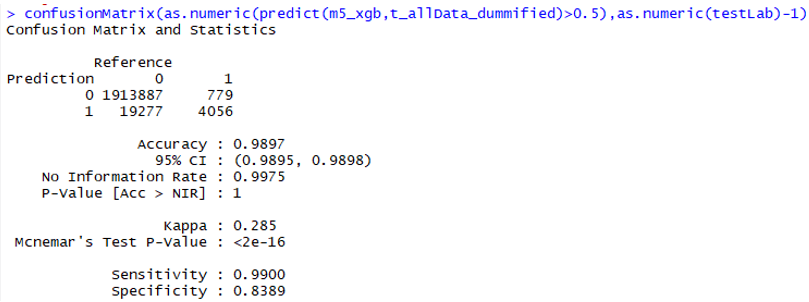 > confusionMatrix(as.numeric(predict(m5_xgb,t_allData_dummified)>0.5),as.numeric(testLab)-1)
Confusion Matrix and Statistics
Reference
Prediction 0 1
0 1913887 779
1 19277 4056
Accuracy : 0.9897
95% CI : (0.9895, 0.9898)
No Information Rate : 0.9975
P-Value [Acc > NIR] : 1
Kappa : 0.285
Mcnemar's Test P-Value : <2e-16
Sensitivity : 0.9900
Specificity : 0.8389